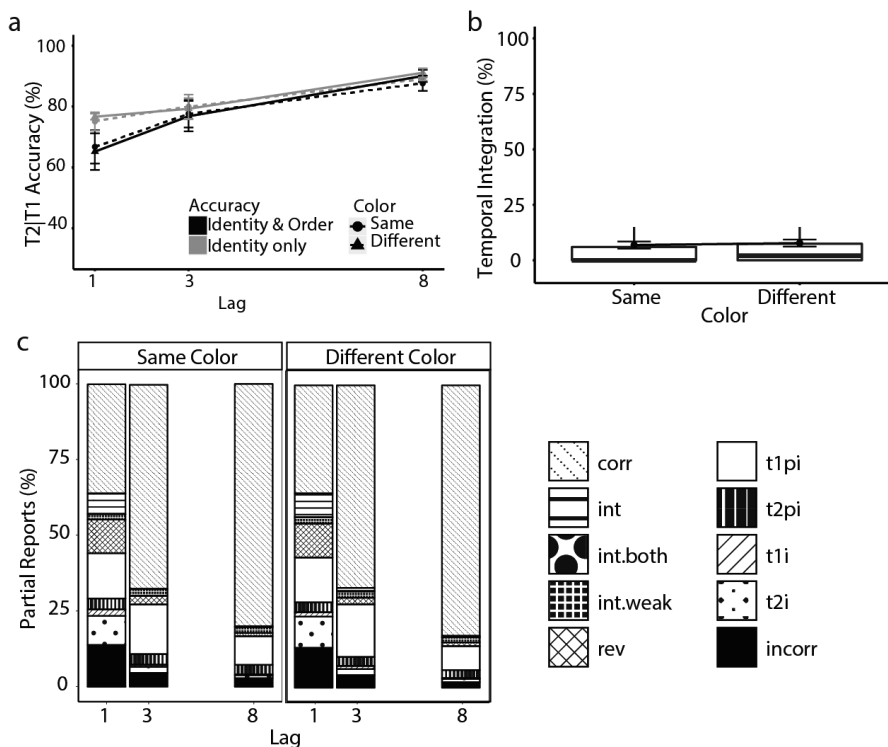 a
T2|T1 Accuracy (%)
100
80
60
40
Accuracy
Identity & Order
Identity only
Color
Same
Different
1
3
8
Lag
b
Temporal Integration (%)
100
75
50
25
0
Same
Different
Color
c
Same Color
Different Color
Partial Reports (%)
100
75
50
25
0
1
3
8
1
3
8
Lag
corr
int
int.both
int.weak
rev
t1pi
t2pi
t1i
t2i
incorr